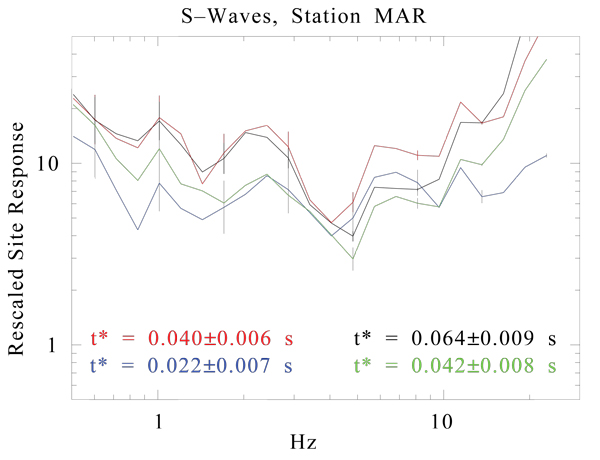 S–Waves, Station MAR
Rescaled Site Response
10
1
t* = 0.040±0.006 s
t* = 0.064±0.009 s
t* = 0.022±0.007 s
t* = 0.042±0.008 s
1
10
Hz